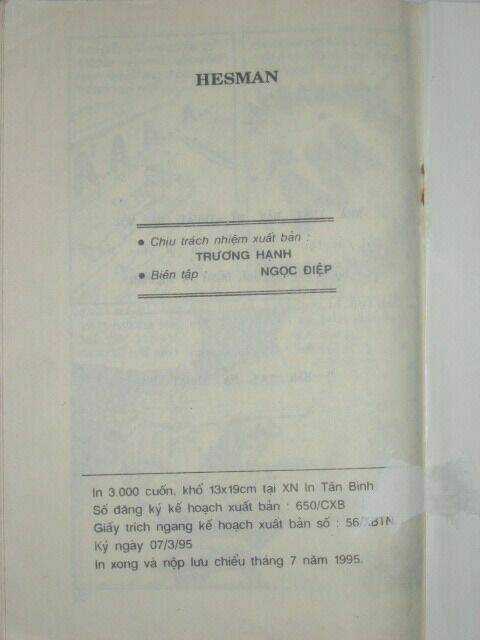 HESMAN
● Chịu trách nhiệm xuất bản :
TRƯƠNG HẠNH
● Biên tập : NGỌC ĐIỆP
In 3.000 cuốn, khổ 13x19cm tại XN In Tân Bình
Số đăng ký kế hoạch xuất bản : 650/CXB
Giấy trích ngang kế hoạch xuất bản số : 56/XBTN
Ký ngày 07/3/95
In xong và nộp lưu chiểu tháng 7 năm 1995.